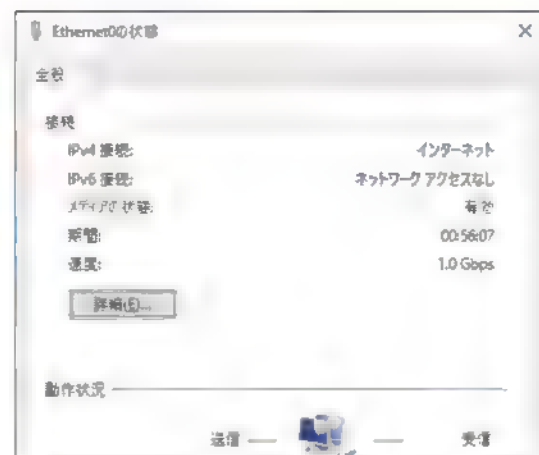 Ethernet0の状態
全般
接続
IPv4 接続: インターネット
IPv6 接続: ネットワーク アクセスなし
メディアの状態: 有効
期間: 00:56:07
速度: 1.0 Gbps
詳細(E)...
動作状況
送信 — — 受信